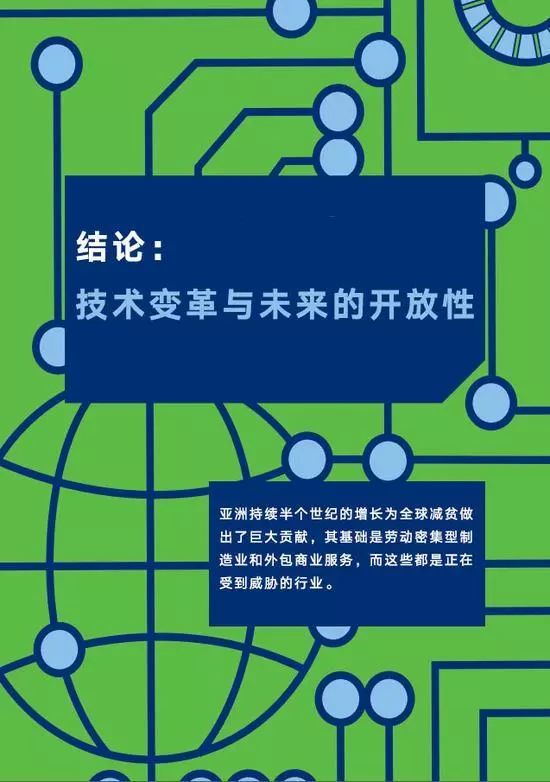 结论：
技术变革与未来的开放性
亚洲持续半个世纪的增长为全球减贫做
出了巨大贡献，其基础是劳动密集型制
造业和外包商业服务，而这些都是正在
受到威胁的行业。